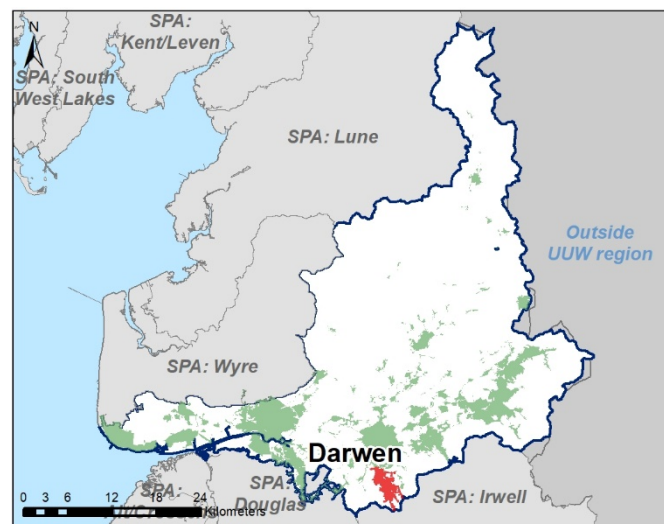 SPA:
Kent/Leven
N
SPA: South
West Lakes
SPA: Lune
Outside
UUW region
SPA: Wyre
Darwen
SPA:
SPA:
Douglas
SPA: Irwell
0 3 6 12 18 24
Kilometers